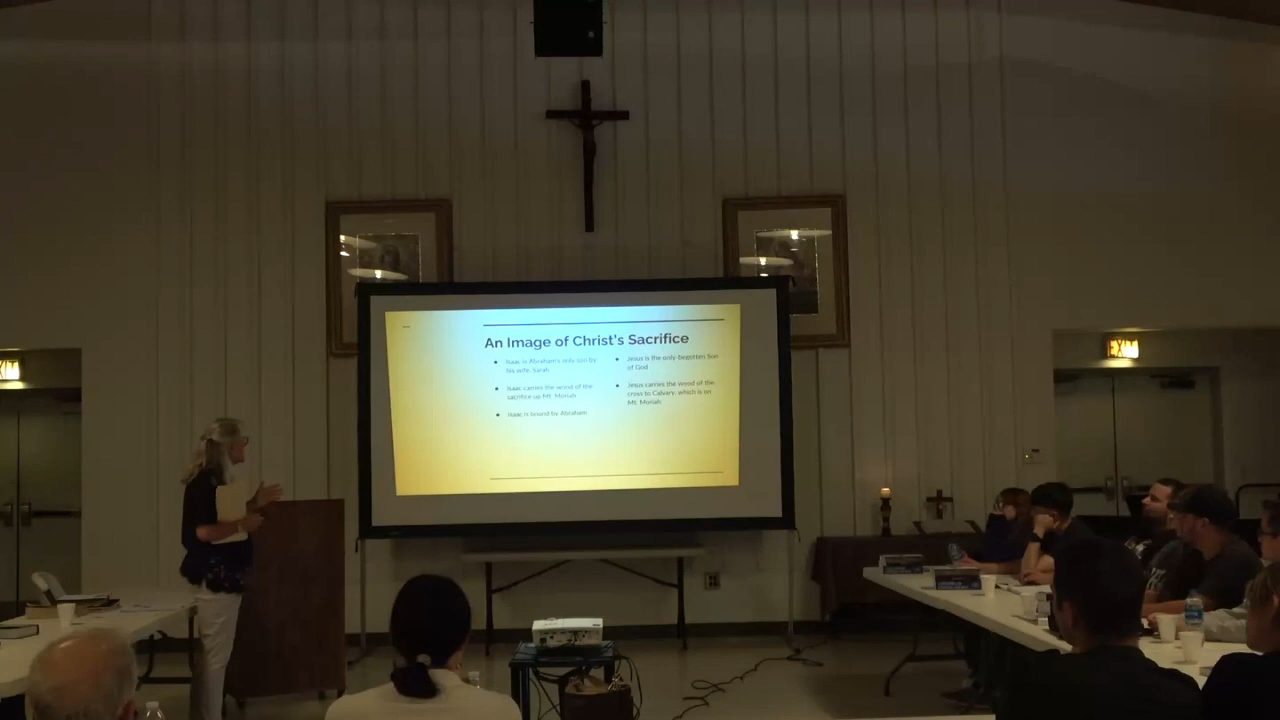 EXIT
An Image of Christ's Sacrifice
Isaac is Abraham's only son by
his wife, Sarah
Isaac carries the wood of the
sacrifice up Mt. Moriah
Isaac is bound by Abraham
Jesus is the only-begotten Son
of God
Jesus carries the wood of the
cross to Calvary, which is on
Mt. Moriah
EXIT